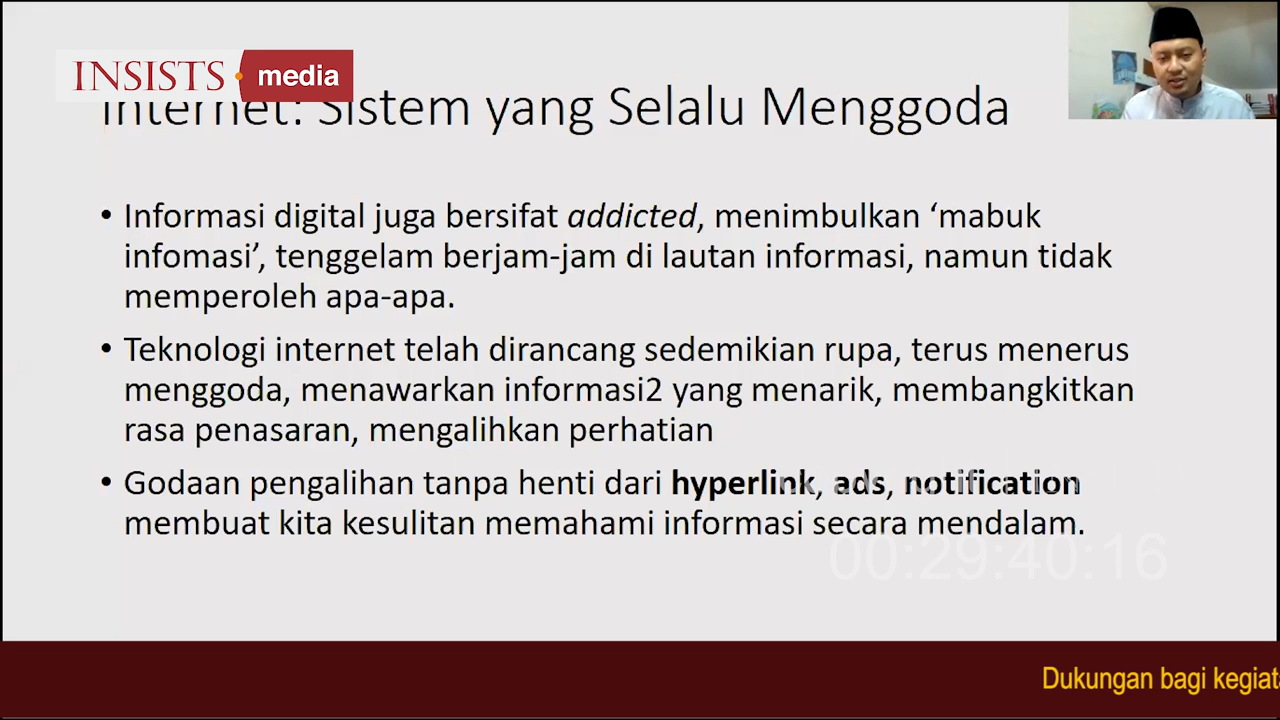 INSISTS media
Internet: Sistem yang Selalu Menggoda
• Informasi digital juga bersifat addicted, menimbulkan ‘mabuk
infomasi’, tenggelam berjam-jam di lautan informasi, namun tidak
memperoleh apa-apa.
• Teknologi internet telah dirancang sedemikian rupa, terus menerus
menggoda, menawarkan informasi2 yang menarik, membangkitkan
rasa penasaran, mengalihkan perhatian
• Godaan pengalihan tanpa henti dari hyperlink, ads, notification
membuat kita kesulitan memahami informasi secara mendalam.
00:29:40:16
Dukungan bagi kegiat